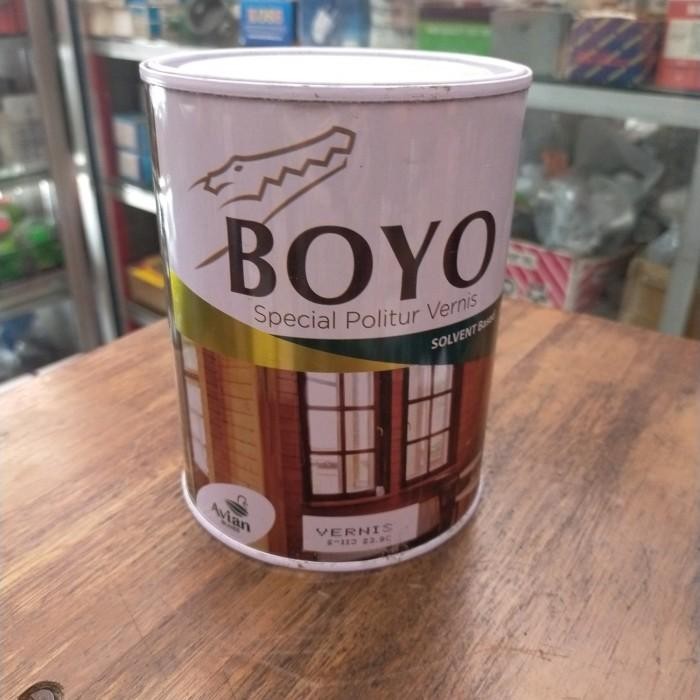 BOYO
Special Politur Vernis
SOLVENT Based
Avian
VERNIS